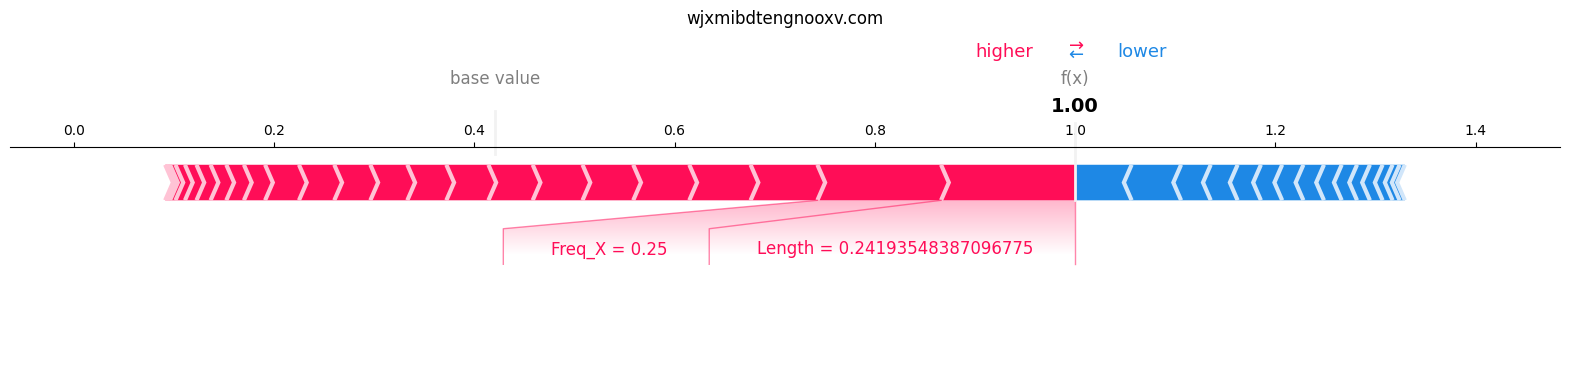 wjxmibdtengnooxv.com
higher → ← lower
base value f(x)
1.00
0.0 0.2 0.4 0.6 0.8 1.0 1.2 1.4
Freq_X = 0.25 Length = 0.24193548387096775